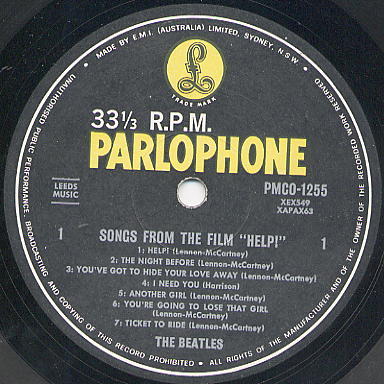 MADE BY E.M.I. (AUSTRALIA) LIMITED, SYDNEY, N.S.W.
£
TRADE MARK
33⅓ R.P.M.
PARLOPHONE
LEEDS
MUSIC
PMCO-1255
XEX549
XAPAX63
1
SONGS FROM THE FILM "HELP!"
1
1: HELP! (Lennon-McCartney)
2: THE NIGHT BEFORE (Lennon-McCartney)
3: YOU'VE GOT TO HIDE YOUR LOVE AWAY (Lennon-McCartney)
4: I NEED YOU (Harrison)
5: ANOTHER GIRL (Lennon-McCartney)
6: YOU'RE GOING TO LOSE THAT GIRL
(Lennon-McCartney)
7: TICKET TO RIDE (Lennon-McCartney)
THE BEATLES
UNAUTHORISED PUBLIC PERFORMANCE, BROADCASTING AND COPYING OF THIS RECORD PROHIBITED • ALL RIGHTS OF THE MANUFACTURER AND OF THE OWNER OF THE RECORDED WORK RESERVED